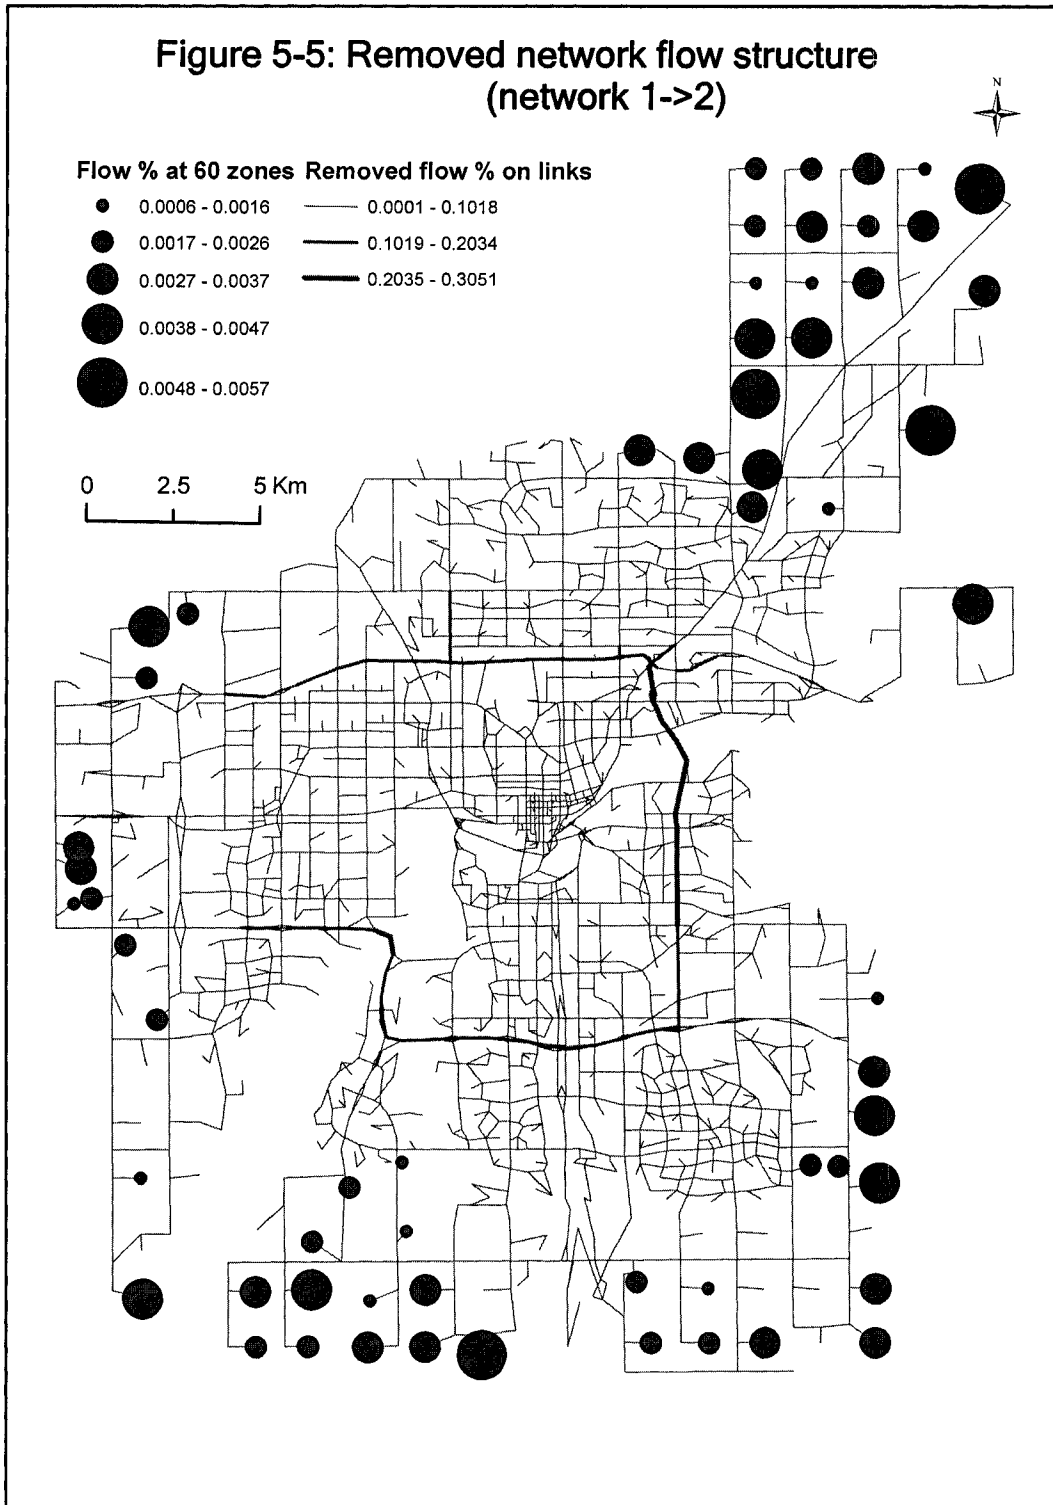 Figure 5-5: Removed network flow structure
(network 1->2)
N
Flow % at 60 zones Removed flow % on links
0.0006 - 0.0016 0.0001 - 0.1018
0.0017 - 0.0026 0.1019 - 0.2034
0.0027 - 0.0037 0.2035 - 0.3051
0.0038 - 0.0047
0.0048 - 0.0057
0 2.5 5 Km